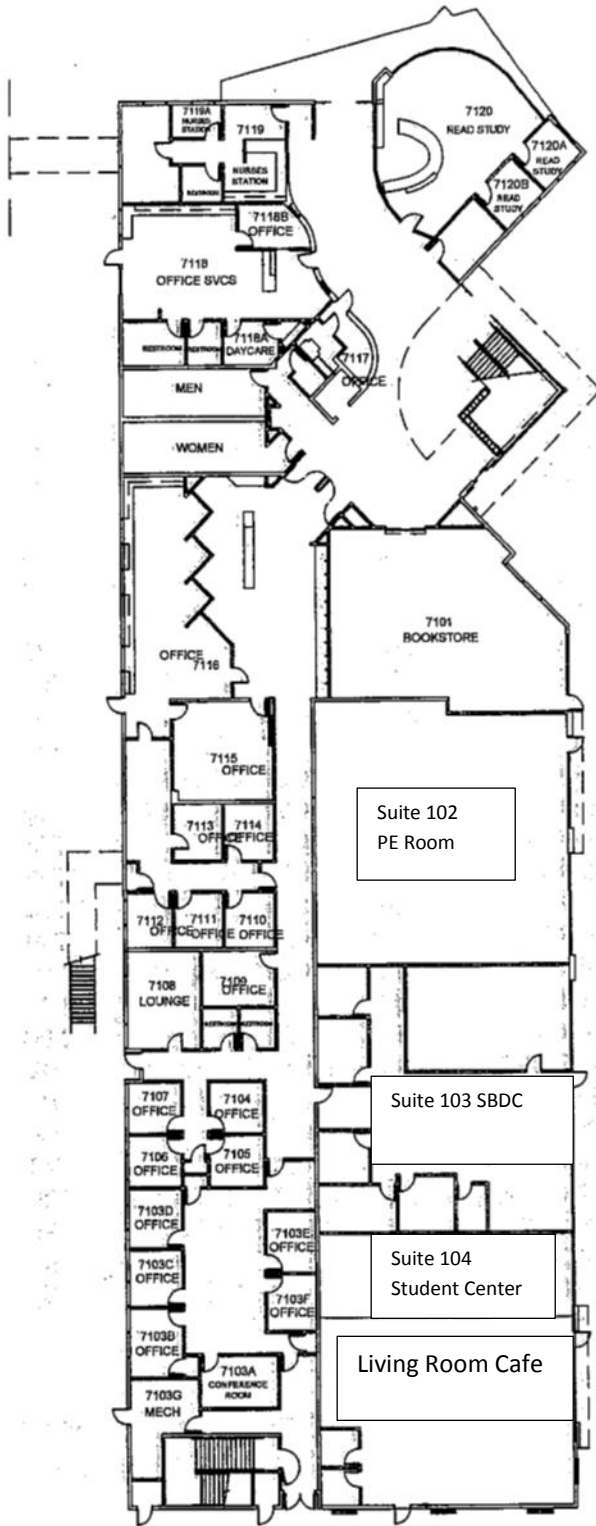 7119A
NURSES
STATION
7119
NURSES
STATION
RESTROOM
7120
READ STUDY
7120A
READ
STUDY
7120B
READ
STUDY
7118B
OFFICE
7118
OFFICE SVCS
RESTROOM
RESTROOM
7118A
DAYCARE
7117
OFFICE
MEN
WOMEN
7101
BOOKSTORE
OFFICE
7116
7115
OFFICE
Suite 102
PE Room
7113
OFFICE
7114
OFFICE
7112
OFFICE
7111
OFFICE
7110
OFFICE
7108
LOUNGE
7109
OFFICE
RESTROOM
RESTROOM
7107
OFFICE
7104
OFFICE
Suite 103 SBDC
7106
OFFICE
7105
OFFICE
7103D
OFFICE
7103E
OFFICE
Suite 104
Student Center
7103C
OFFICE
7103F
OFFICE
7103B
OFFICE
Living Room Cafe
7103A
CONFERENCE
ROOM
7103G
MECH